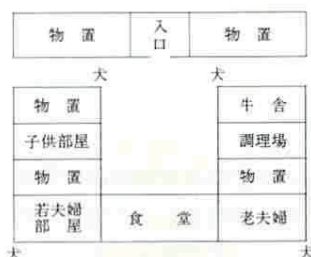 物置 入口 物置
犬 犬
物置 牛舎
子供部屋 調理場
物置 物置
若夫婦部屋 食堂 老夫婦
犬 犬